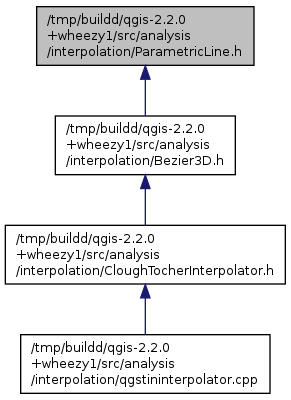 /tmp/buildd/qgis-2.2.0
+wheezy1/src/analysis
/interpolation/ParametricLine.h
/tmp/buildd/qgis-2.2.0
+wheezy1/src/analysis
/interpolation/Bezier3D.h
/tmp/buildd/qgis-2.2.0
+wheezy1/src/analysis
/interpolation/CloughTocherInterpolator.h
/tmp/buildd/qgis-2.2.0
+wheezy1/src/analysis
/interpolation/qgstininterpolator.cpp